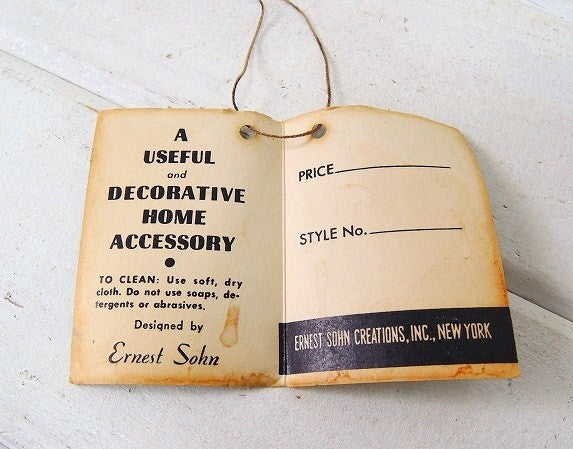 A
USEFUL
and
DECORATIVE
HOME
ACCESSORY
●
TO CLEAN: Use soft, dry
cloth. Do not use soaps, de-
tergents or abrasives.
Designed by
Ernest Sohn
PRICE
STYLE No.
ERNEST SOHN CREATIONS, INC., NEW YORK